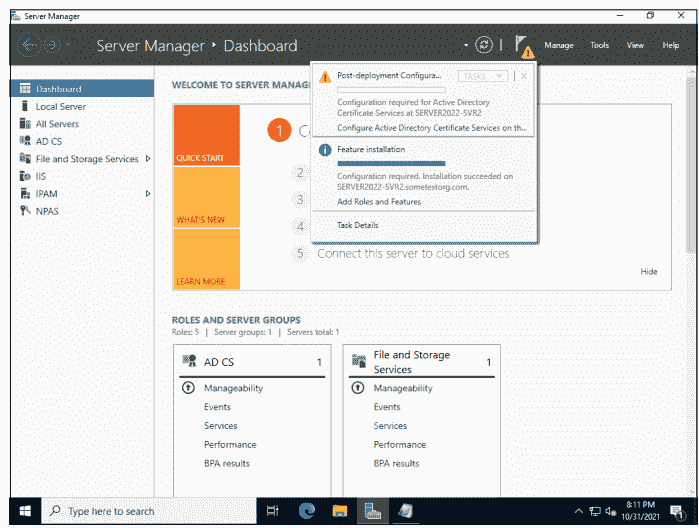 Server Manager
Server Manager • Dashboard
Manage Tools View Help
Dashboard
Local Server
All Servers
AD CS
File and Storage Services
IIS
IPAM
NPAS
WELCOME TO SERVER MANAG
QUICK START
WHAT'S NEW
LEARN MORE
1 C
2
3
4
5 Connect this server to cloud services
Hide
Post-deployment Configura... TASKS X
Configuration required for Active Directory
Certificate Services at SERVER2022-SVR2
Configure Active Directory Certificate Services on th...
Feature installation
Configuration required. Installation succeeded on
SERVER2022-SVR2.sometestorg.com.
Add Roles and Features
Task Details
ROLES AND SERVER GROUPS
Roles: 5 | Server groups: 1 | Servers total: 1
AD CS 1
Manageability
Events
Services
Performance
BPA results
File and Storage
Services 1
Manageability
Events
Services
Performance
BPA results
Type here to search
8:11 PM
10/31/2021